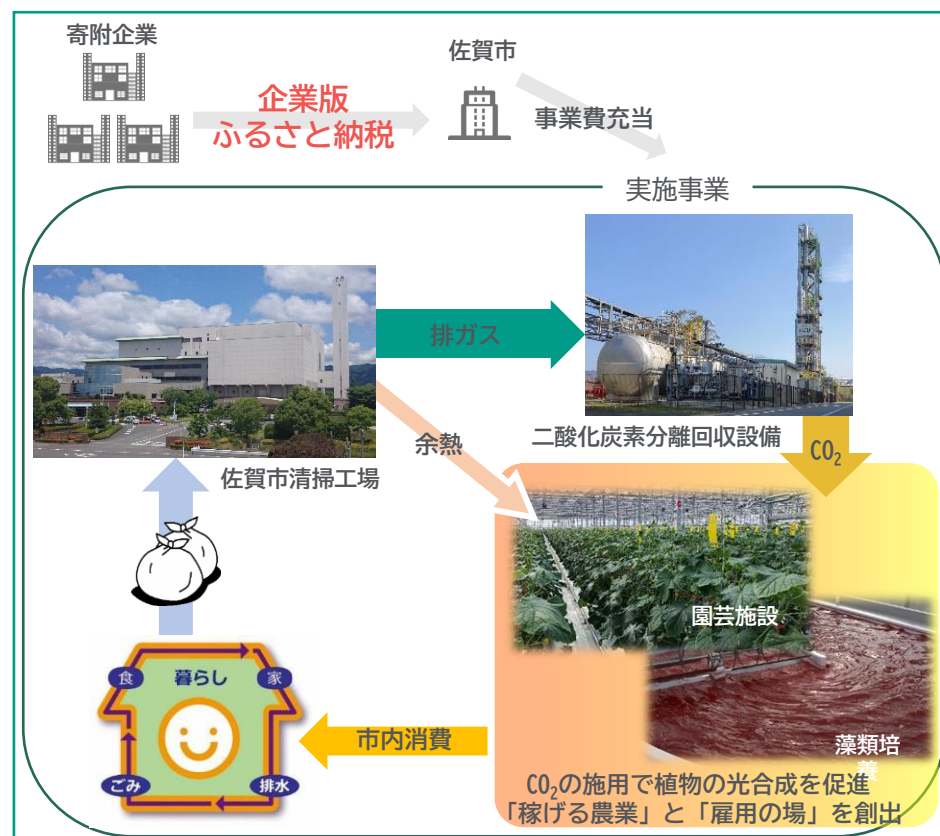 寄附企業
佐賀市
企業版
ふるさと納税
事業費充当
実施事業
排ガス
二酸化炭素分離回収設備
余熱
CO₂
佐賀市清掃工場
園芸施設
食
暮らし
家
市内消費
藻類培
養
ごみ
排水
CO₂の施用で植物の光合成を促進
「稼げる農業」と「雇用の場」を創出